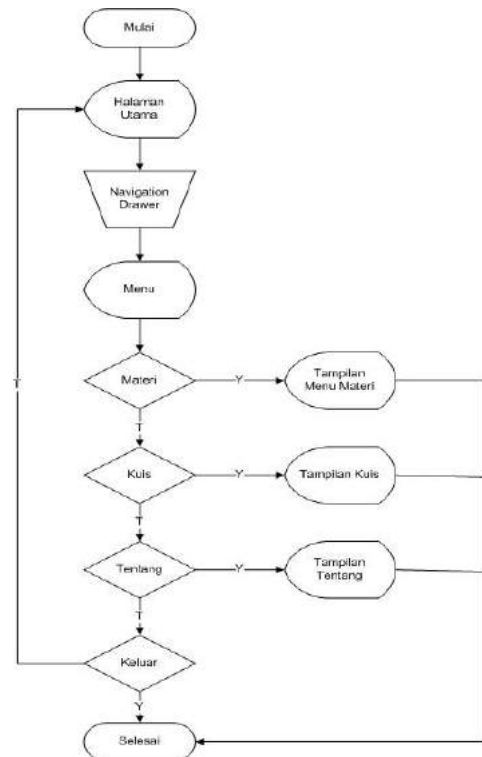 Mulai
Halaman
Utama
Navigation
Drawer
Menu
Materi
Y
Tampilan
Menu Materi
T
T
Kuis
Y
Tampilan Kuis
T
Tentang
Y
Tampilan
Tentang
T
Keluar
Y
Selesai